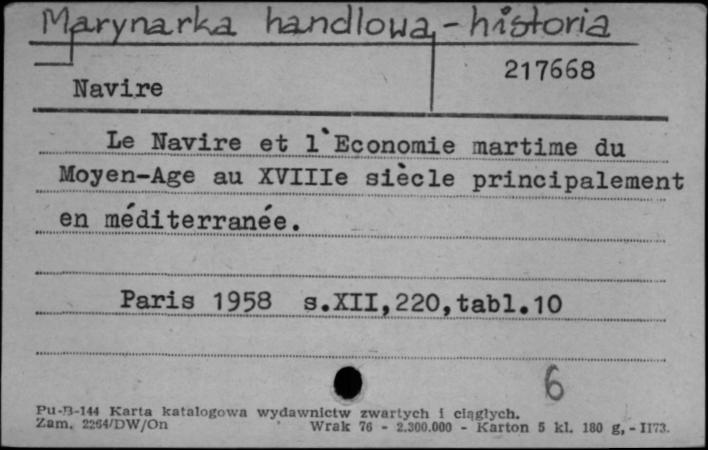 Marynarka handlowa - historia
217668
Navire
Le Navire et l`Economie martime du
Moyen-Age au XVIIIe siècle principalement
en méditerranée.
Paris 1958 s.XII,220,tabl.10
6
Pu-B-144 Karta katalogowa wydawnictw zwartych i ciągłych.
Zam. 2264/DW/On Wrak 76 - 2.300.000 - Karton 5 kl. 180 g, - II73.